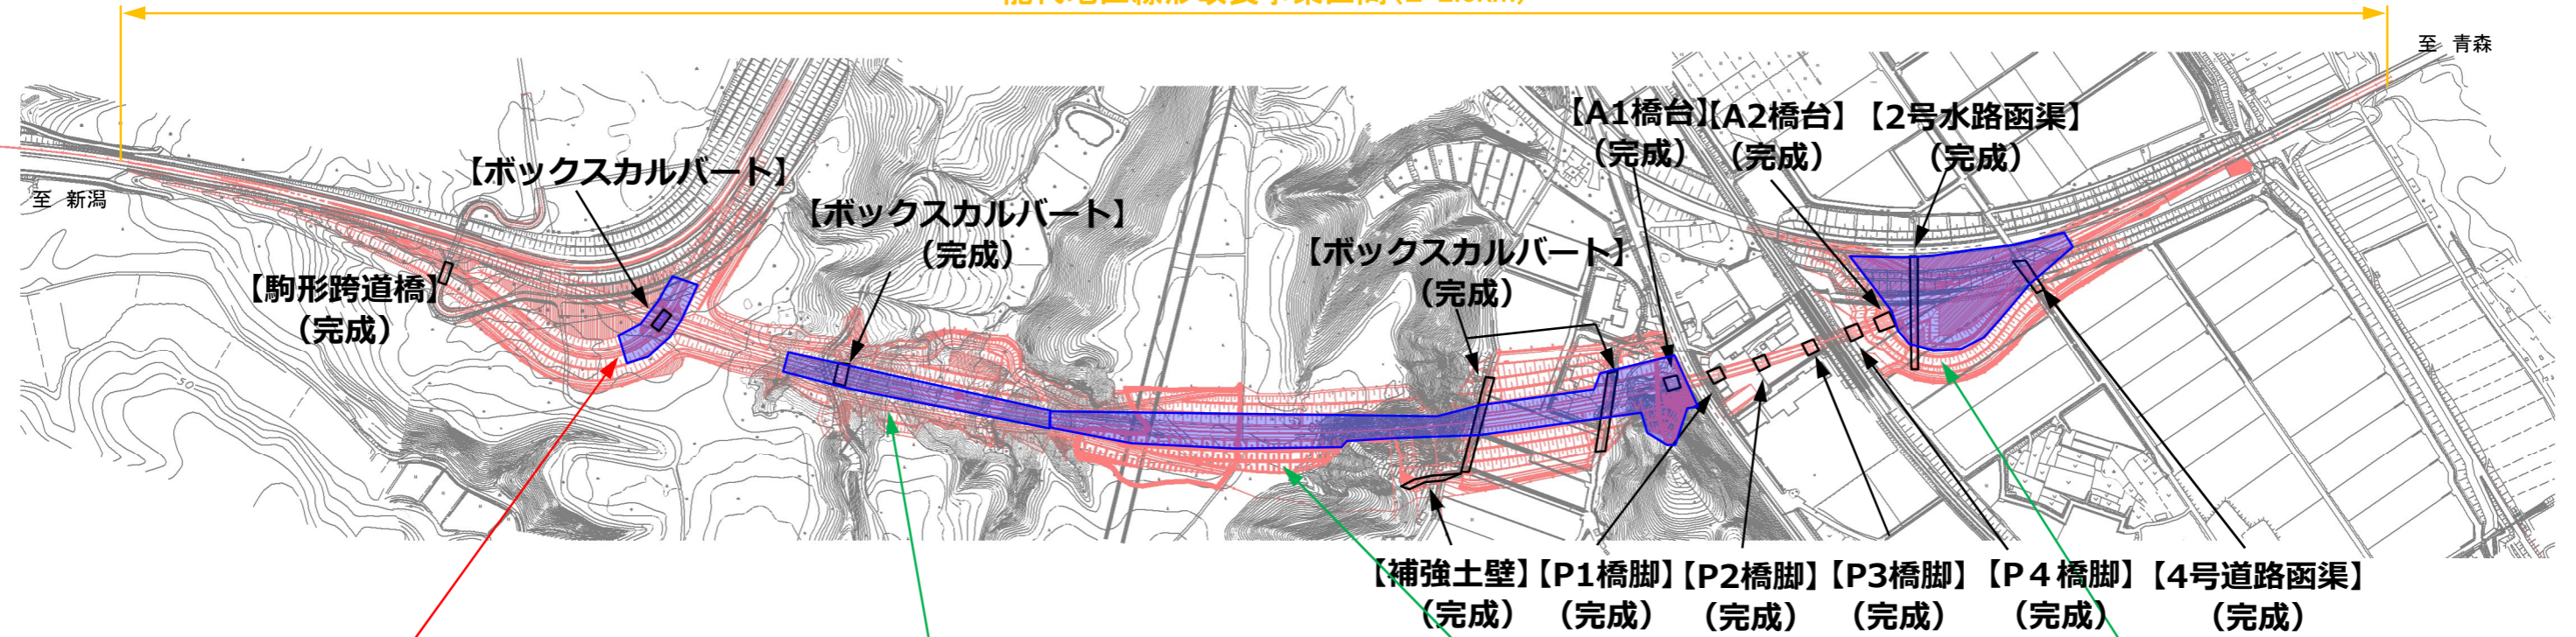 至 青森
至 新潟
【ボックスカルバート】
【駒形跨道橋】
(完成)
【ボックスカルバート】
(完成)
【ボックスカルバート】
(完成)
【A1橋台】
(完成)
【A2橋台】
(完成)
【2号水路函渠】
(完成)
【補強土壁】
(完成)
【P1橋脚】
(完成)
【P2橋脚】
(完成)
【P3橋脚】
(完成)
【P４橋脚】
(完成)
【4号道路函渠】
(完成)
50